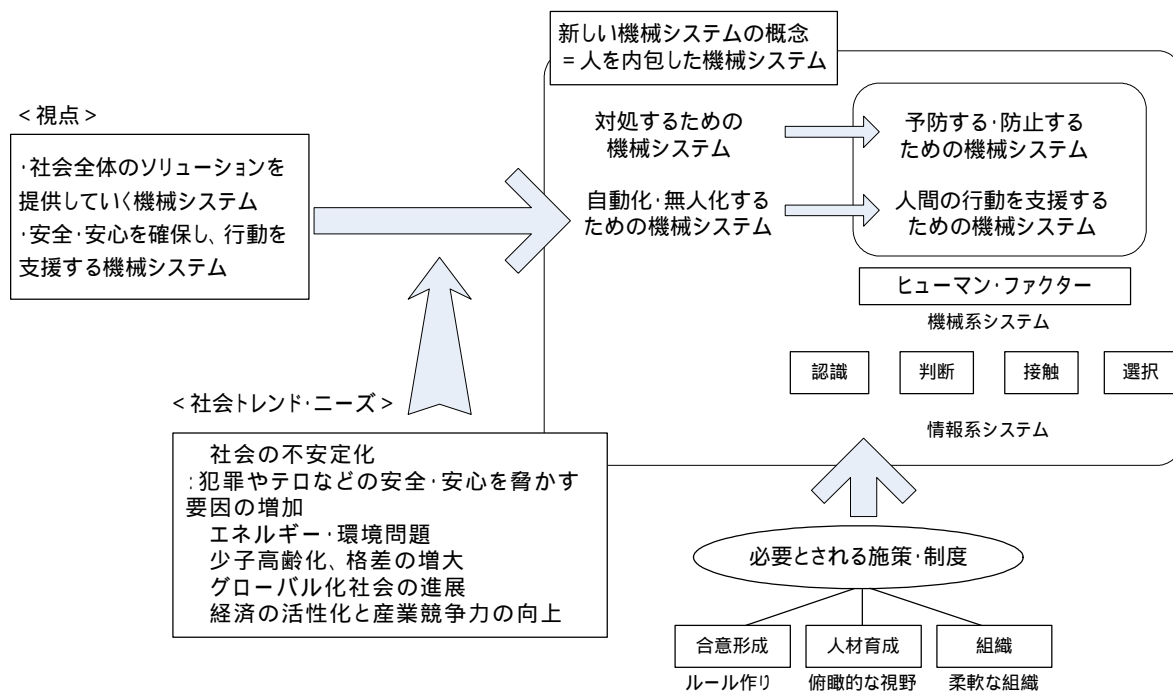 新しい機械システムの概念
=人を内包した機械システム
<視点>
・社会全体のソリューションを
提供していく機械システム
・安全・安心を確保し、行動を
支援する機械システム
対処するための
機械システム
予防する・防止する
ための機械システム
自動化・無人化する
ための機械システム
人間の行動を支援する
ための機械システム
ヒューマン・ファクター
機械系システム
認識
判断
接触
選択
情報系システム
<社会トレンド・ニーズ>
社会の不安定化
:犯罪やテロなどの安全・安心を脅かす
要因の増加
エネルギー・環境問題
少子高齢化、格差の増大
グローバル化社会の進展
経済の活性化と産業競争力の向上
必要とされる施策・制度
合意形成
人材育成
組織
ルール作り
俯瞰的な視野
柔軟な組織